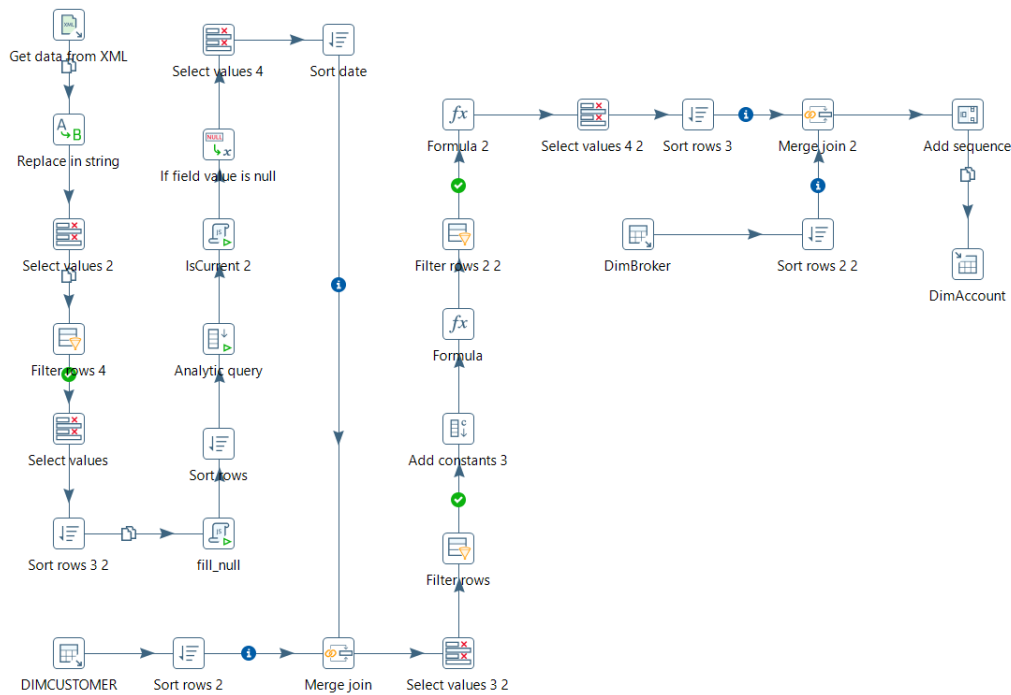 Get data from XML
Replace in string
Select values 2
Filter rows 4
Select values
Sort rows 3 2
fill_null
Sort rows
Analytic query
IsCurrent 2
If field value is null
Select values 4
Sort date
DIMCUSTOMER
Sort rows 2
Merge join
Select values 3 2
Filter rows
Add constants 3
Formula
Filter rows 2 2
Formula 2
Select values 4 2
Sort rows 3
Merge join 2
DimBroker
Sort rows 2 2
Add sequence
DimAccount